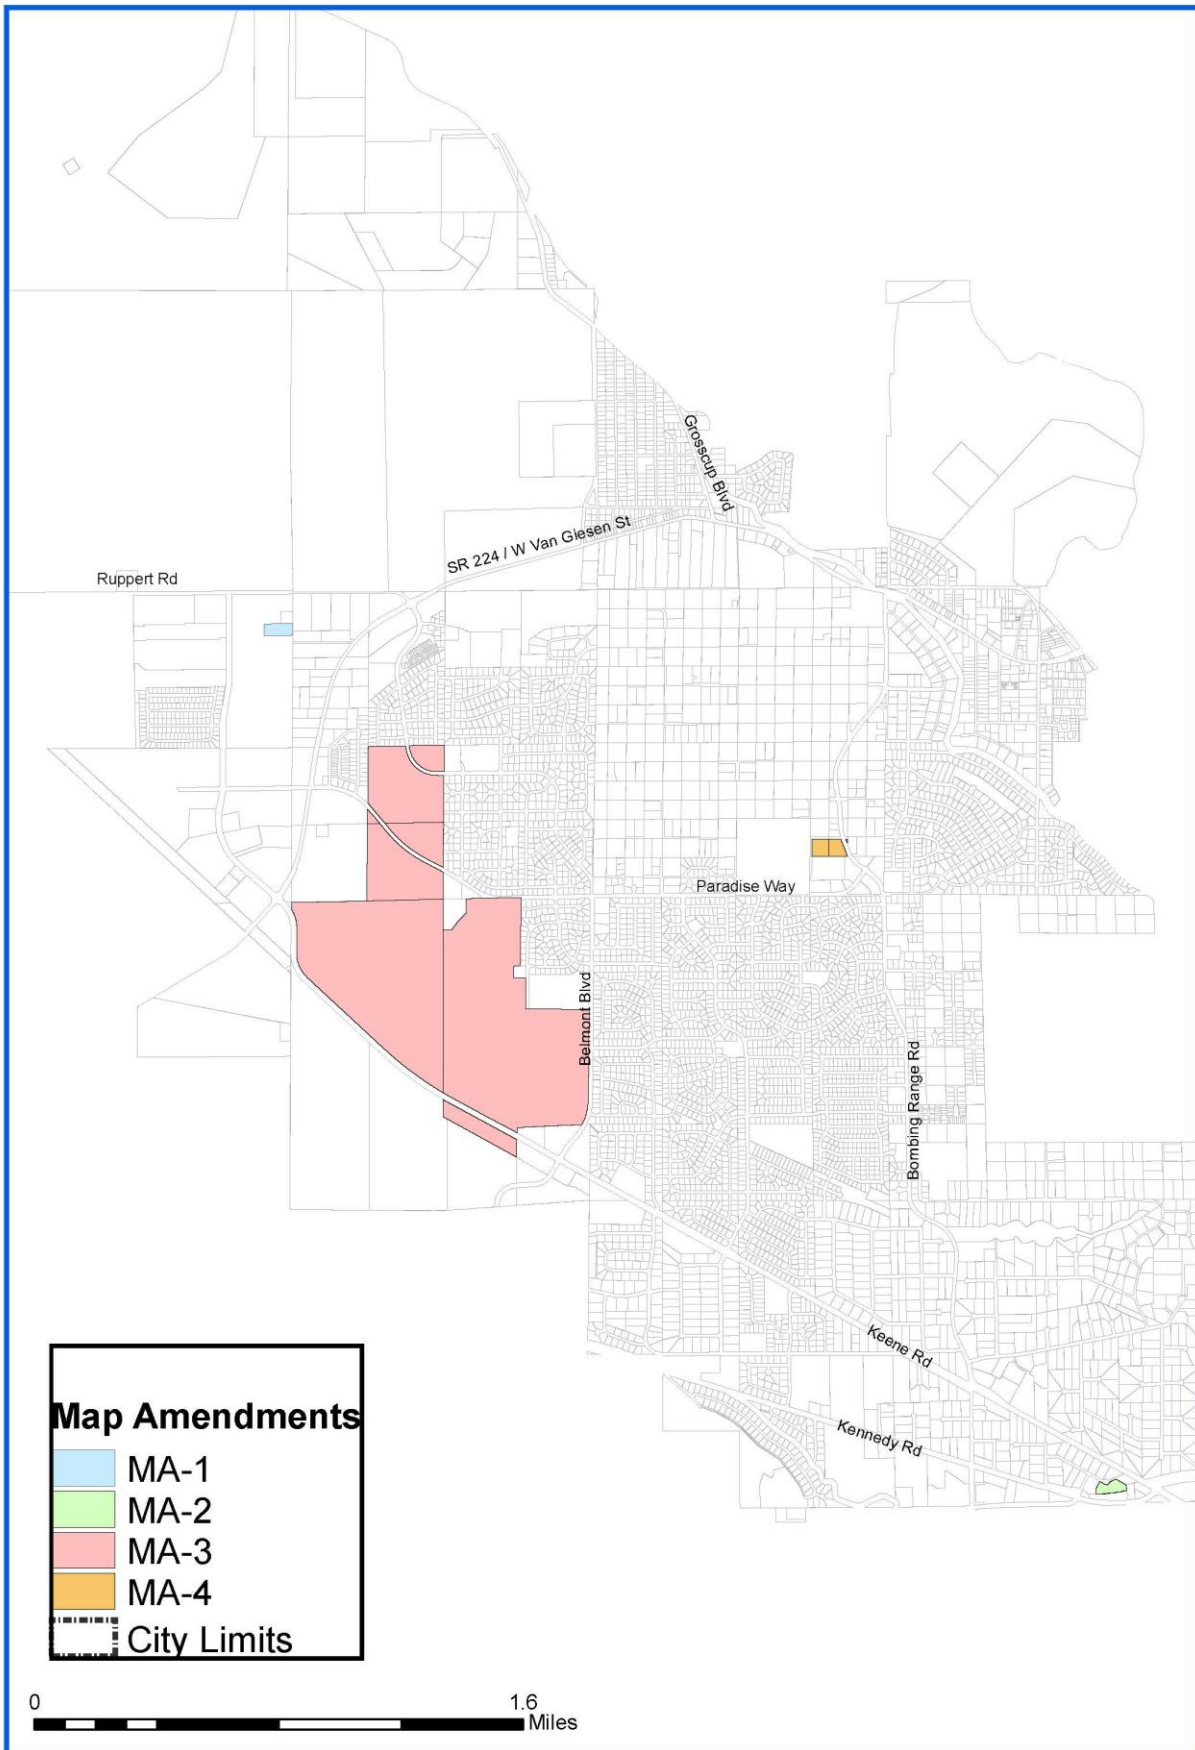 Grosscup Blvd
SR 224 / W Van Giesen St
Ruppert Rd
Paradise Way
Belmont Blvd
Bombing Range Rd
Keene Rd
Kennedy Rd
Map Amendments
MA-1
MA-2
MA-3
MA-4
City Limits
0 1.6
Miles